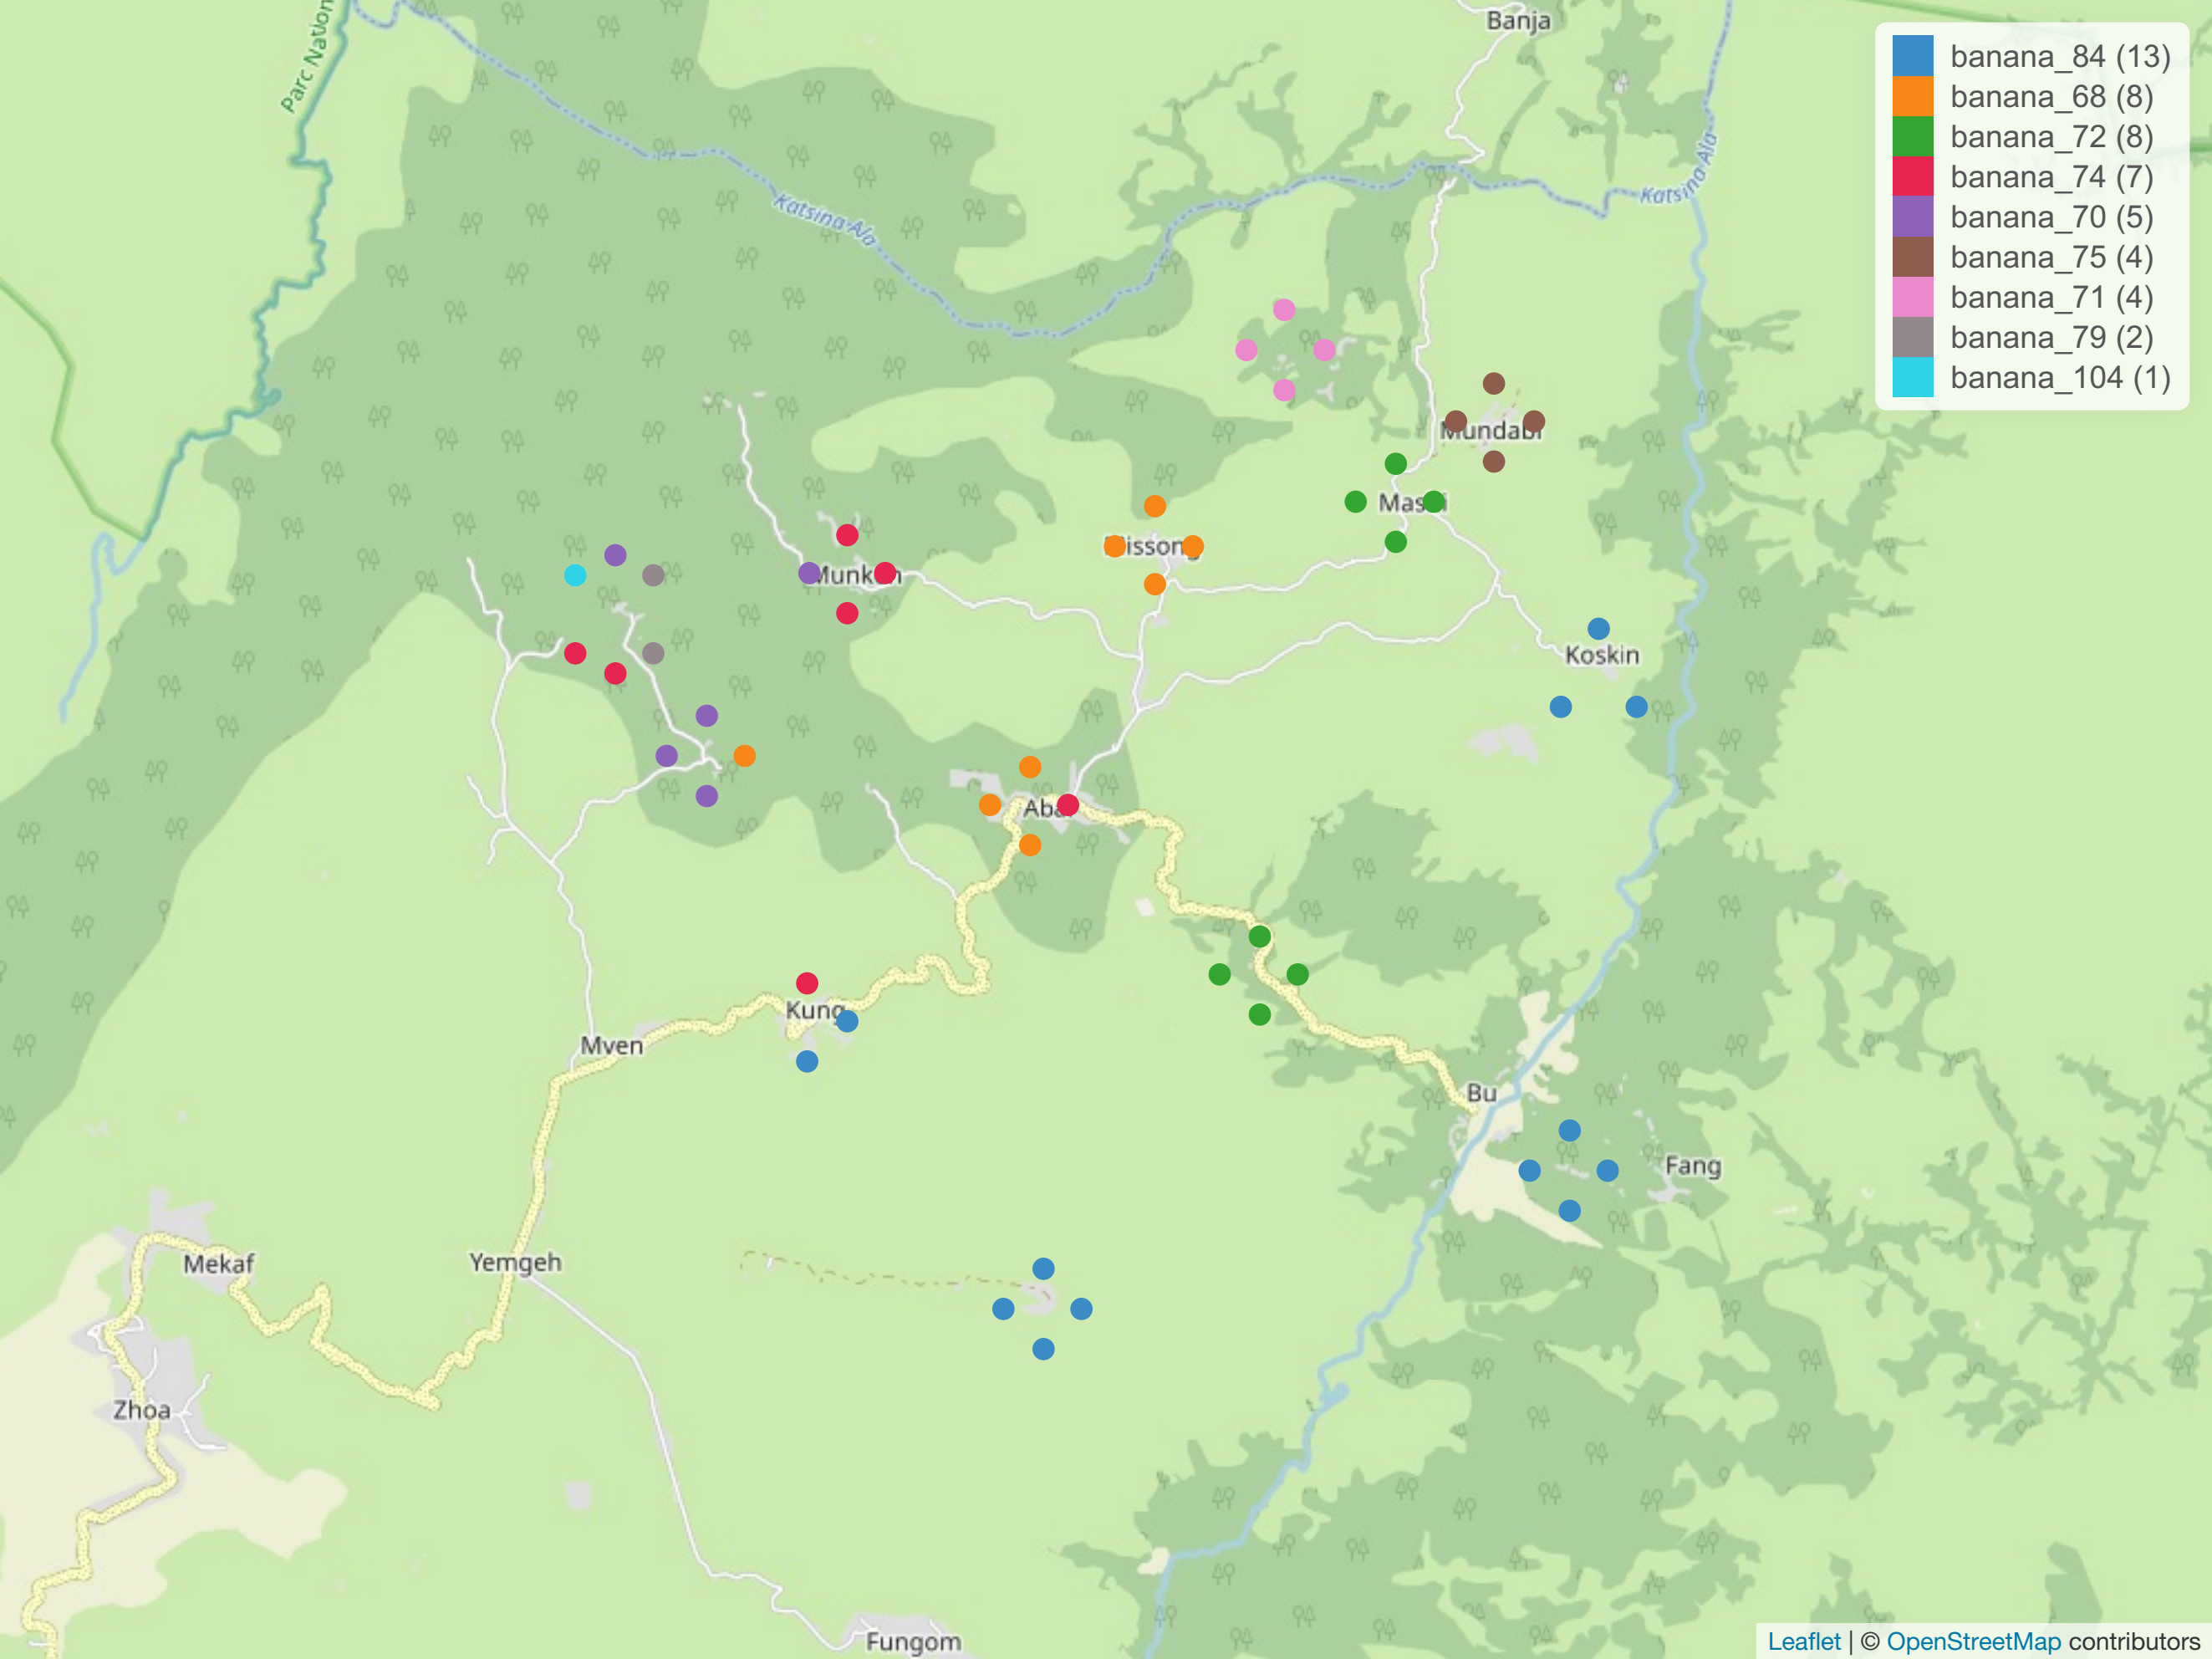 Parc Nation
Banja
banana_84 (13)
banana_68 (8)
banana_72 (8)
banana_74 (7)
banana_70 (5)
banana_75 (4)
banana_71 (4)
banana_79 (2)
banana_104 (1)
Katsina-Ala
Katsina Ala
Mundabi
Koskin
Kung
Mven
Bu
Fang
Mekaf
Yemgeh
Zhoa
Fungom
Leaflet | © OpenStreetMap contributors